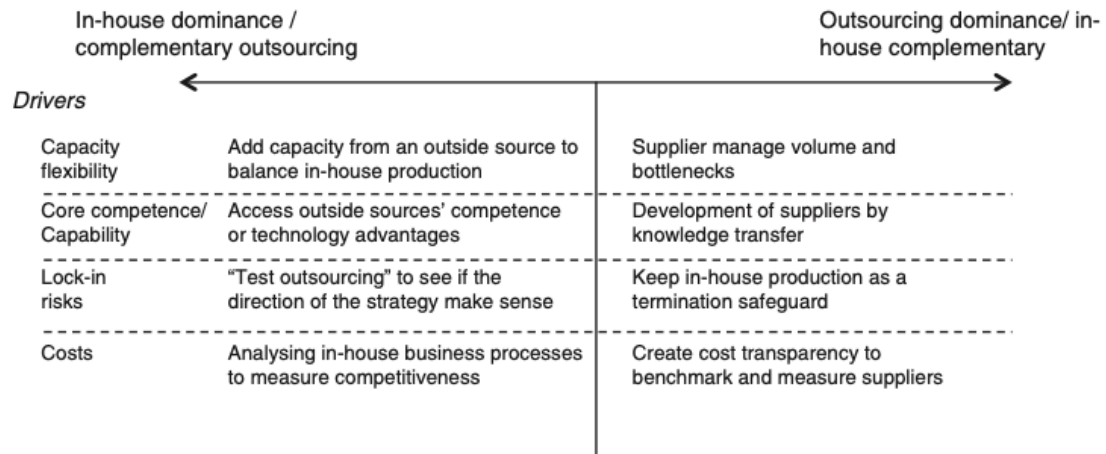 In-house dominance /
complementary outsourcing
Outsourcing dominance/ in-
house complementary
Drivers
Capacity
flexibility
Add capacity from an outside source to
balance in-house production
Supplier manage volume and
bottlenecks
Core competence/
Capability
Access outside sources’ competence
or technology advantages
Development of suppliers by
knowledge transfer
Lock-in
risks
“Test outsourcing” to see if the
direction of the strategy make sense
Keep in-house production as a
termination safeguard
Costs
Analysing in-house business processes
to measure competitiveness
Create cost transparency to
benchmark and measure suppliers